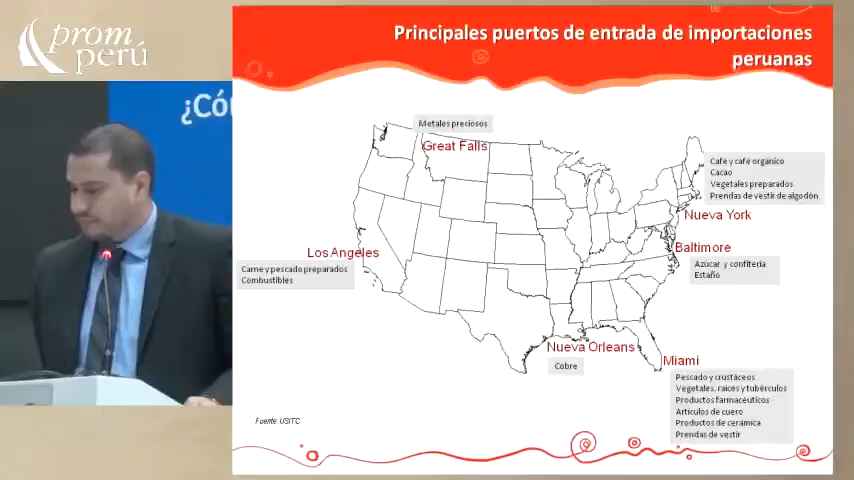 prom
perú
¿Có
Principales puertos de entrada de importaciones
peruanas
Metales preciosos
Great Falls
Café y café orgánico
Cacao
Vegetales preparados
Prendas de vestir de algodón
Nueva York
Los Angeles
Carne y pescado preparados
Combustibles
Baltimore
Azúcar y confitería
Estaño
Nueva Orleans
Cobre
Miami
Pescado y crustáceos
Vegetales, raíces y tubérculos
Productos farmacéuticos
Artículos de cuero
Productos de cerámica
Prendas de vestir
Fuente: USITC